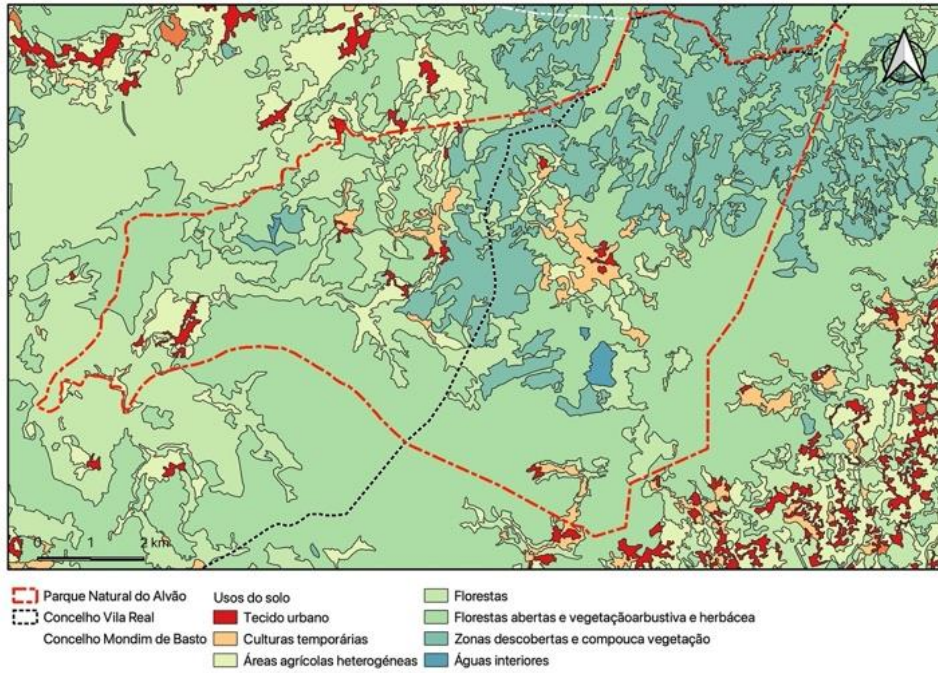 0 1 2 km
Parque Natural do Alvão
Concelho Vila Real
Concelho Mondim de Basto
Usos do solo
Tecido urbano
Culturas temporárias
Áreas agrícolas heterogéneas
Florestas
Florestas abertas e vegetaçãoarbustiva e herbácea
Zonas descobertas e compouca vegetação
Águas interiores